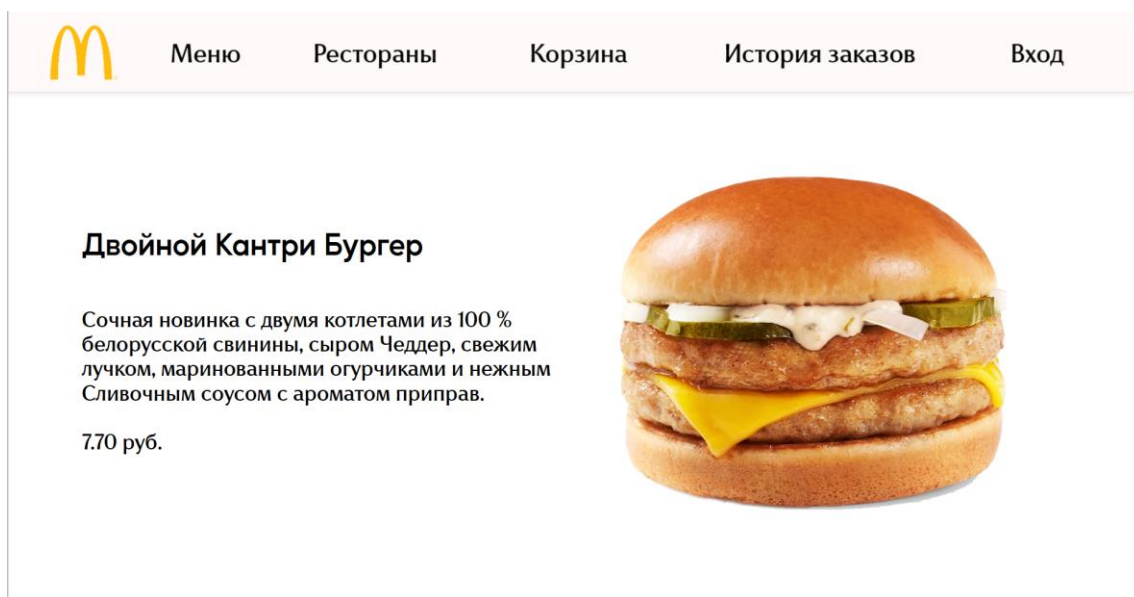 Меню Рестораны Корзина История заказов Вход
Двойной Кантри Бургер
Сочная новинка с двумя котлетами из 100 %
белорусской свинины, сыром Чеддер, свежим
лучком, маринованными огурчиками и нежным
Сливочным соусом с ароматом приправ.
7.70 руб.